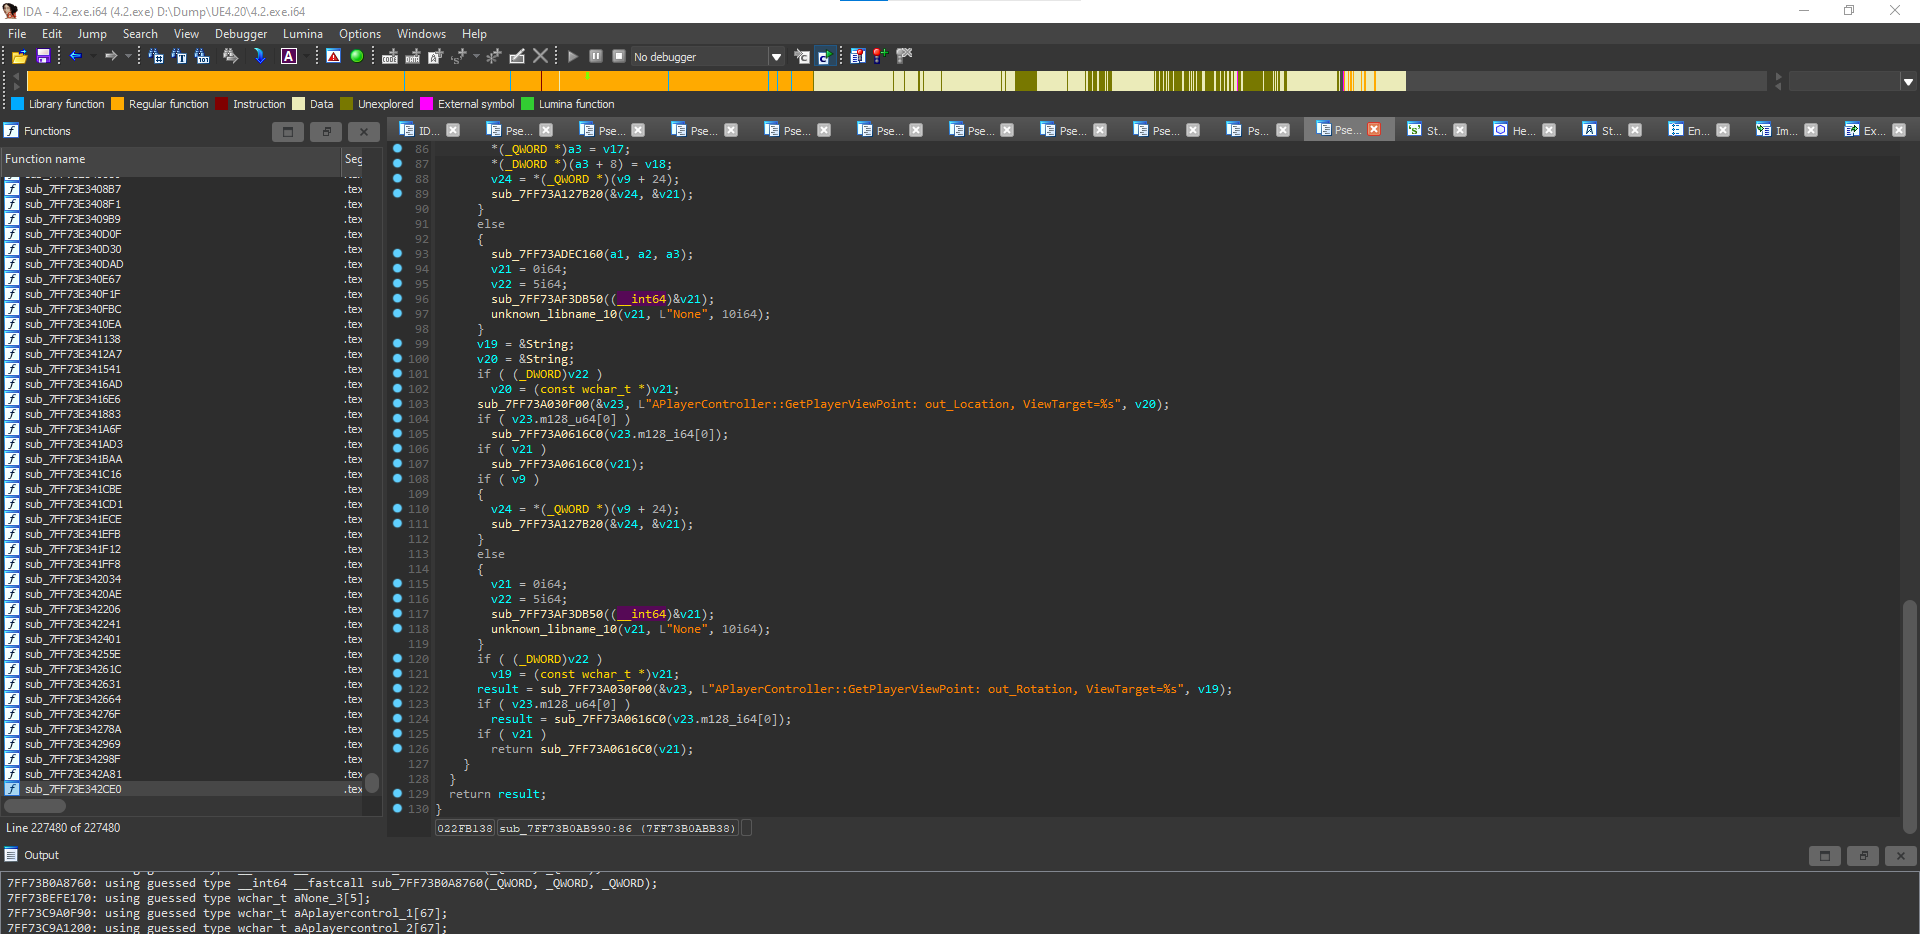 IDA - 4.2.exe.i64 (4.2.exe) D:\Dump\UE4.20\4.2.exe.i64
File Edit Jump Search View Debugger Lumina Options Windows Help
No debugger
Library function Regular function Instruction Data Unexplored External symbol Lumina function
Functions
Function name Seg
sub_7FF73E3408B7 .tex
sub_7FF73E3408F1 .tex
sub_7FF73E3409B9 .tex
sub_7FF73E340D0F .tex
sub_7FF73E340D30 .tex
sub_7FF73E340DAD .tex
sub_7FF73E340E67 .tex
sub_7FF73E340F1F .tex
sub_7FF73E340FBC .tex
sub_7FF73E3410EA .tex
sub_7FF73E341138 .tex
sub_7FF73E3412A7 .tex
sub_7FF73E341541 .tex
sub_7FF73E3416AD .tex
sub_7FF73E3416E6 .tex
sub_7FF73E341883 .tex
sub_7FF73E341A6F .tex
sub_7FF73E341AD3 .tex
sub_7FF73E341BAA .tex
sub_7FF73E341C16 .tex
sub_7FF73E341CBE .tex
sub_7FF73E341CD1 .tex
sub_7FF73E341ECE .tex
sub_7FF73E341EFB .tex
sub_7FF73E341F12 .tex
sub_7FF73E341FF8 .tex
sub_7FF73E342034 .tex
sub_7FF73E3420AE .tex
sub_7FF73E342206 .tex
sub_7FF73E342241 .tex
sub_7FF73E342401 .tex
sub_7FF73E34255E .tex
sub_7FF73E34261C .tex
sub_7FF73E342631 .tex
sub_7FF73E342664 .tex
sub_7FF73E34276F .tex
sub_7FF73E34278A .tex
sub_7FF73E342969 .tex
sub_7FF73E34298F .tex
sub_7FF73E342A81 .tex
sub_7FF73E342CE0 .tex
Line 227480 of 227480
ID... Pse... Pse... Pse... Pse... Pse... Pse... Pse... Pse... Ps... Pse... St... He... St... En... Im... Ex...
86 *(_QWORD *)a3 = v17;
87 *(_DWORD *)(a3 + 8) = v18;
88 v24 = *(_QWORD *)(v9 + 24);
89 sub_7FF73A127B20(&v24, &v21);
90 }
91 else
92 {
93 sub_7FF73ADEC160(a1, a2, a3);
94 v21 = 0i64;
95 v22 = 5i64;
96 sub_7FF73AF3DB50((__int64)&v21);
97 unknown_libname_10(v21, L"None", 10i64);
98 }
99 v19 = &String;
100 v20 = &String;
101 if ( (_DWORD)v22 )
102 v20 = (const wchar_t *)v21;
103 sub_7FF73A030F00(&v23, L"APlayerController::GetPlayerViewPoint: out_Location, ViewTarget=%s", v20);
104 if ( v23.m128_u64[0] )
105 sub_7FF73A0616C0(v23.m128_i64[0]);
106 if ( v21 )
107 sub_7FF73A0616C0(v21);
108 if ( v9 )
109 {
110 v24 = *(_QWORD *)(v9 + 24);
111 sub_7FF73A127B20(&v24, &v21);
112 }
113 else
114 {
115 v21 = 0i64;
116 v22 = 5i64;
117 sub_7FF73AF3DB50((__int64)&v21);
118 unknown_libname_10(v21, L"None", 10i64);
119 }
120 if ( (_DWORD)v22 )
121 v19 = (const wchar_t *)v21;
122 result = sub_7FF73A030F00(&v23, L"APlayerController::GetPlayerViewPoint: out_Rotation, ViewTarget=%s", v19);
123 if ( v23.m128_u64[0] )
124 result = sub_7FF73A0616C0(v23.m128_i64[0]);
125 if ( v21 )
126 return sub_7FF73A0616C0(v21);
127 }
128 }
129 return result;
130 }
022FB138 sub_7FF73B0AB990:86 (7FF73B0ABB38)
Output
7FF73B0A8760: using guessed type __int64 __fastcall sub_7FF73B0A8760(_QWORD, _QWORD, _QWORD);
7FF73BEFE170: using guessed type wchar_t aNone_3[5];
7FF73C9A0F90: using guessed type wchar_t aAplayercontrol_1[67];
7FF73C9A1200: using guessed type wchar_t aAplayercontrol_2[67];